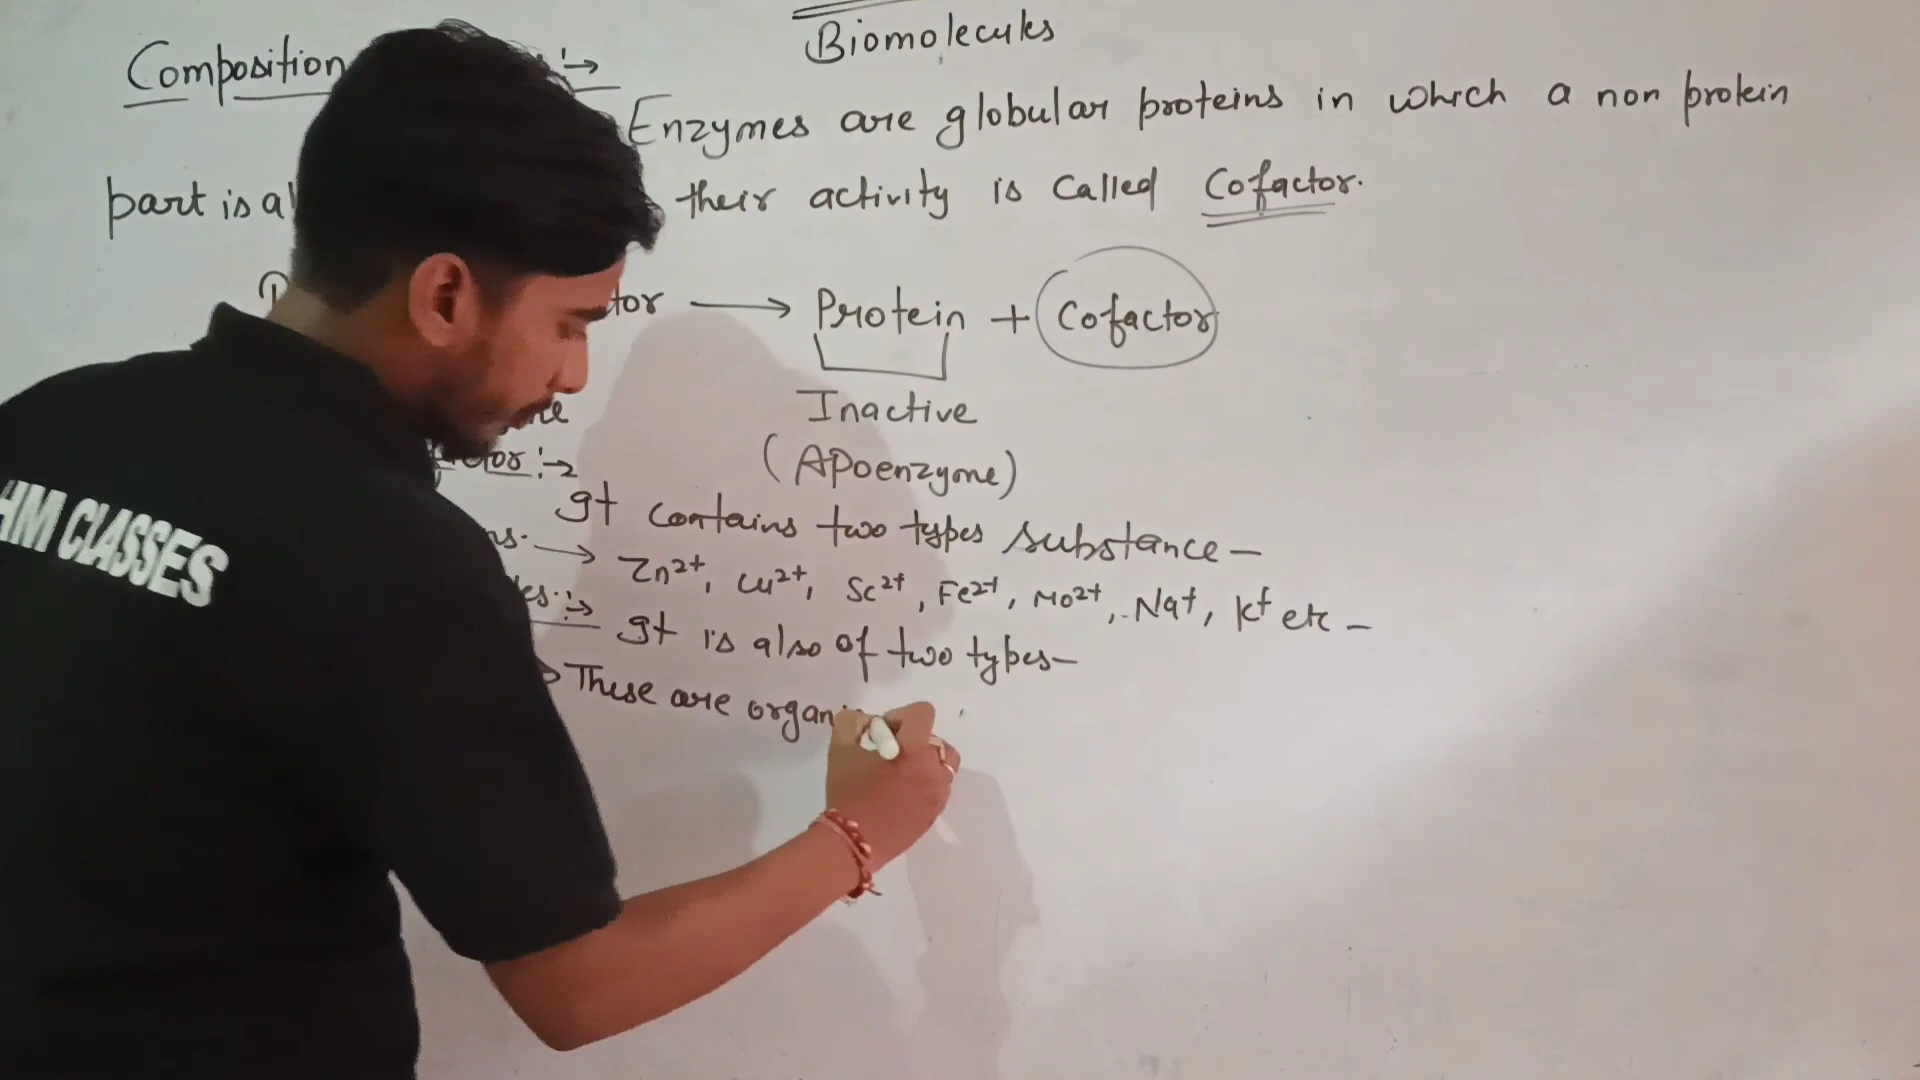 Biomolecules
Composition :→
Enzymes are globular proteins in which a non protein
part is al their activity is called Cofactor.
tor → Protein + Cofactor
Inactive
(Apoenzyme)
:→
It contains two types substance –
→ Zn2+, Cu2+, Sc2+, Fe2+, Mo2+, Na+, K+ etc –
:→ It is also of two types–
These are organ
HM CLASSES